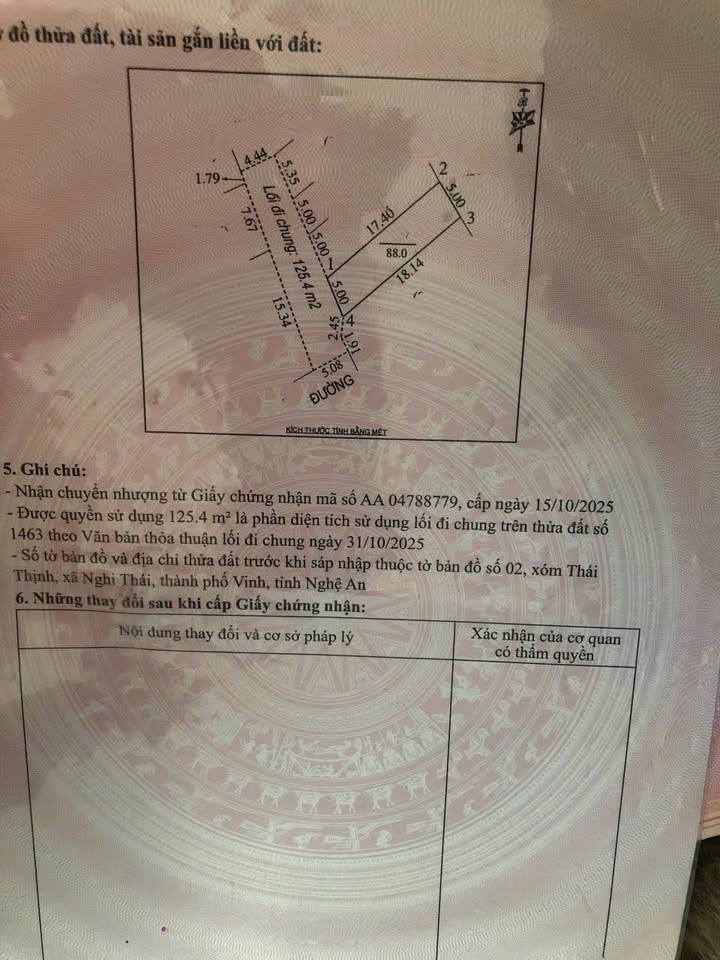 đồ thửa đất, tài sản gắn liền với đất:
4.44
1.79
5.35
7.67
5.00
5.00
Lối đi chung: 125.4 m2
15.34
1
2
5.00
3
17.40
88.0
18.14
5.00
4
2.45
1.91
5.08
ĐƯỜNG
KÍCH THƯỚC TÍNH BẰNG MÉT
5. Ghi chú:
- Nhận chuyển nhượng từ Giấy chứng nhận mã số AA 04788779, cấp ngày 15/10/2025
- Được quyền sử dụng 125.4 m² là phần diện tích sử dụng lối đi chung trên thửa đất số
1463 theo Văn bản thỏa thuận lối đi chung ngày 31/10/2025
- Số tờ bản đồ và địa chỉ thửa đất trước khi sáp nhập thuộc tờ bản đồ số 02, xóm Thái
Thịnh, xã Nghi Thái, thành phố Vinh, tỉnh Nghệ An
6. Những thay đổi sau khi cấp Giấy chứng nhận:
Nội dung thay đổi và cơ sở pháp lý
Xác nhận của cơ quan
có thẩm quyền